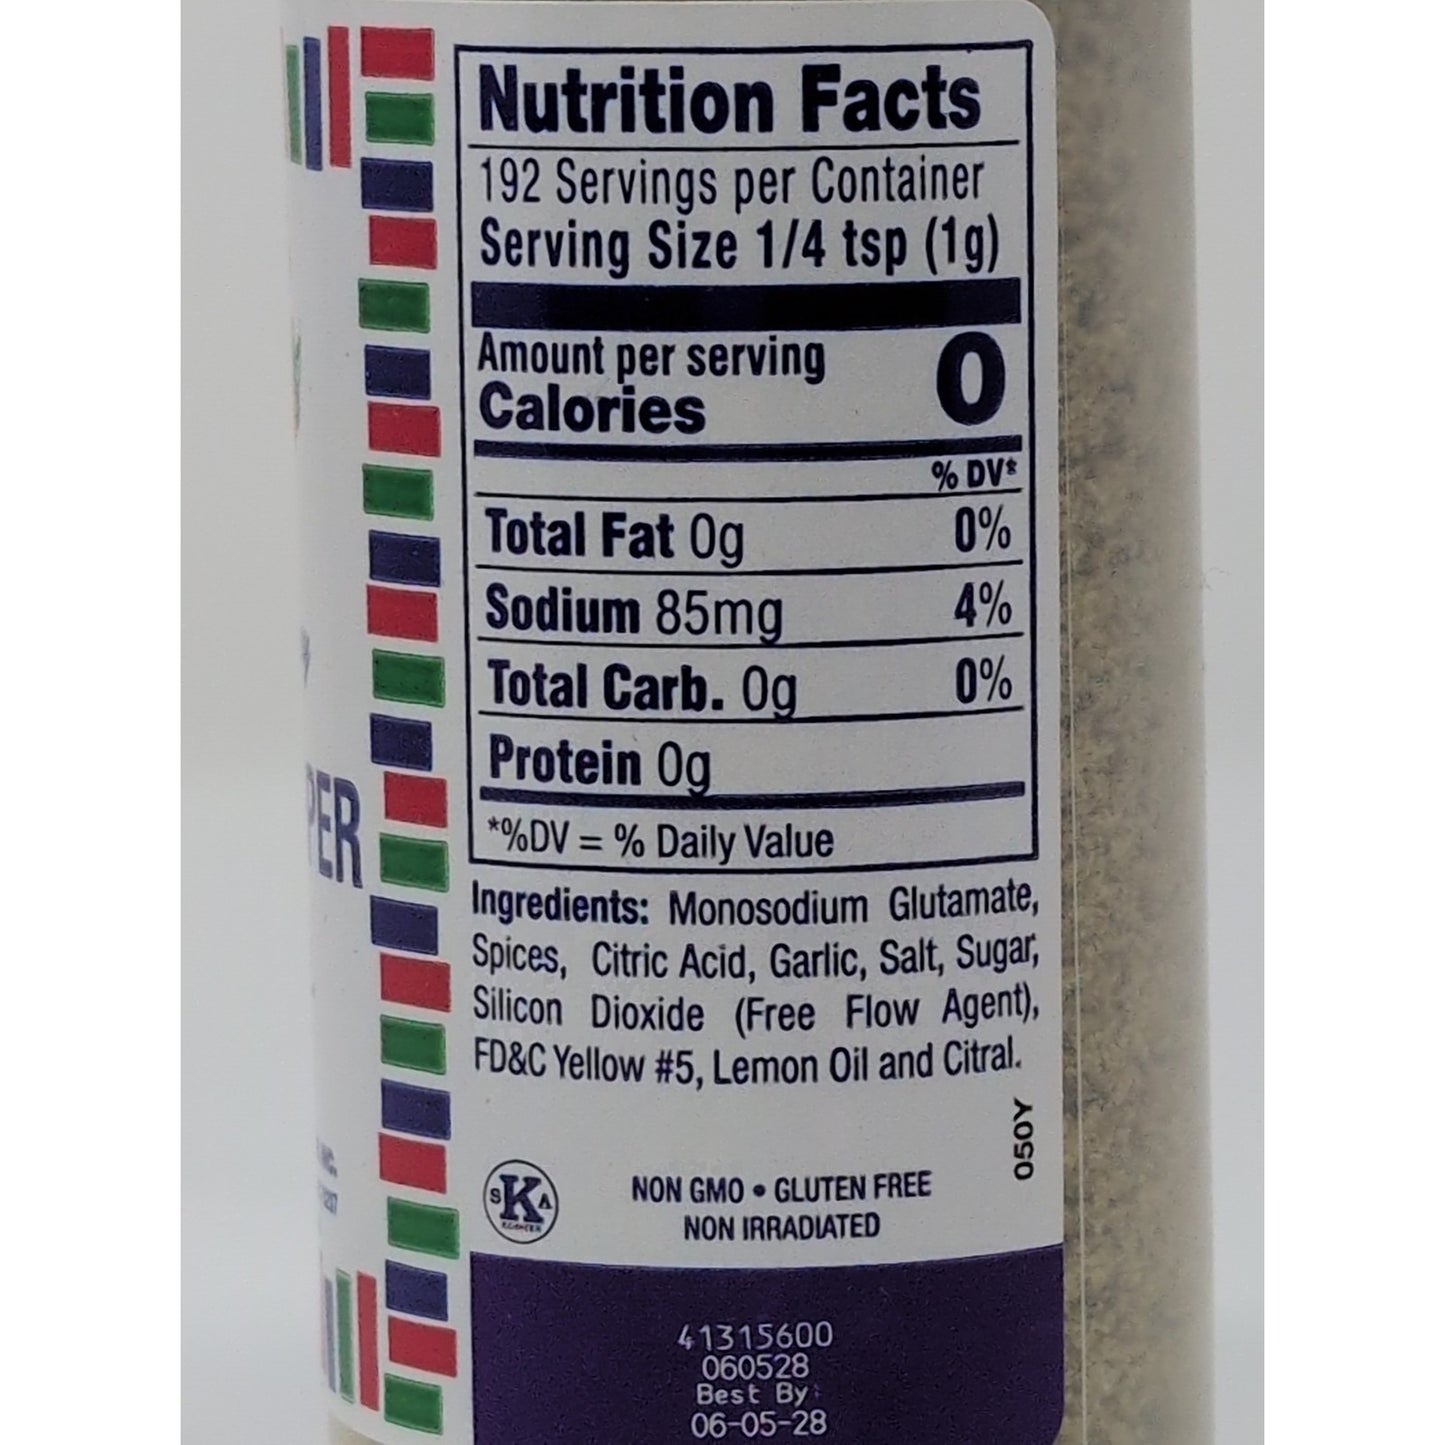 Nutrition Facts
192 Servings per Container
Serving Size 1/4 tsp (1g)
Amount per serving
Calories 0
% DV*
Total Fat 0g 0%
Sodium 85mg 4%
Total Carb. 0g 0%
Protein 0g
*%DV = % Daily Value
Ingredients: Monosodium Glutamate,
Spices, Citric Acid, Garlic, Salt, Sugar,
Silicon Dioxide (Free Flow Agent),
FD&C Yellow #5, Lemon Oil and Citral.
050Y
S K A
NON GMO • GLUTEN FREE
NON IRRADIATED
41315600
060528
Best By:
06-05-28
PER